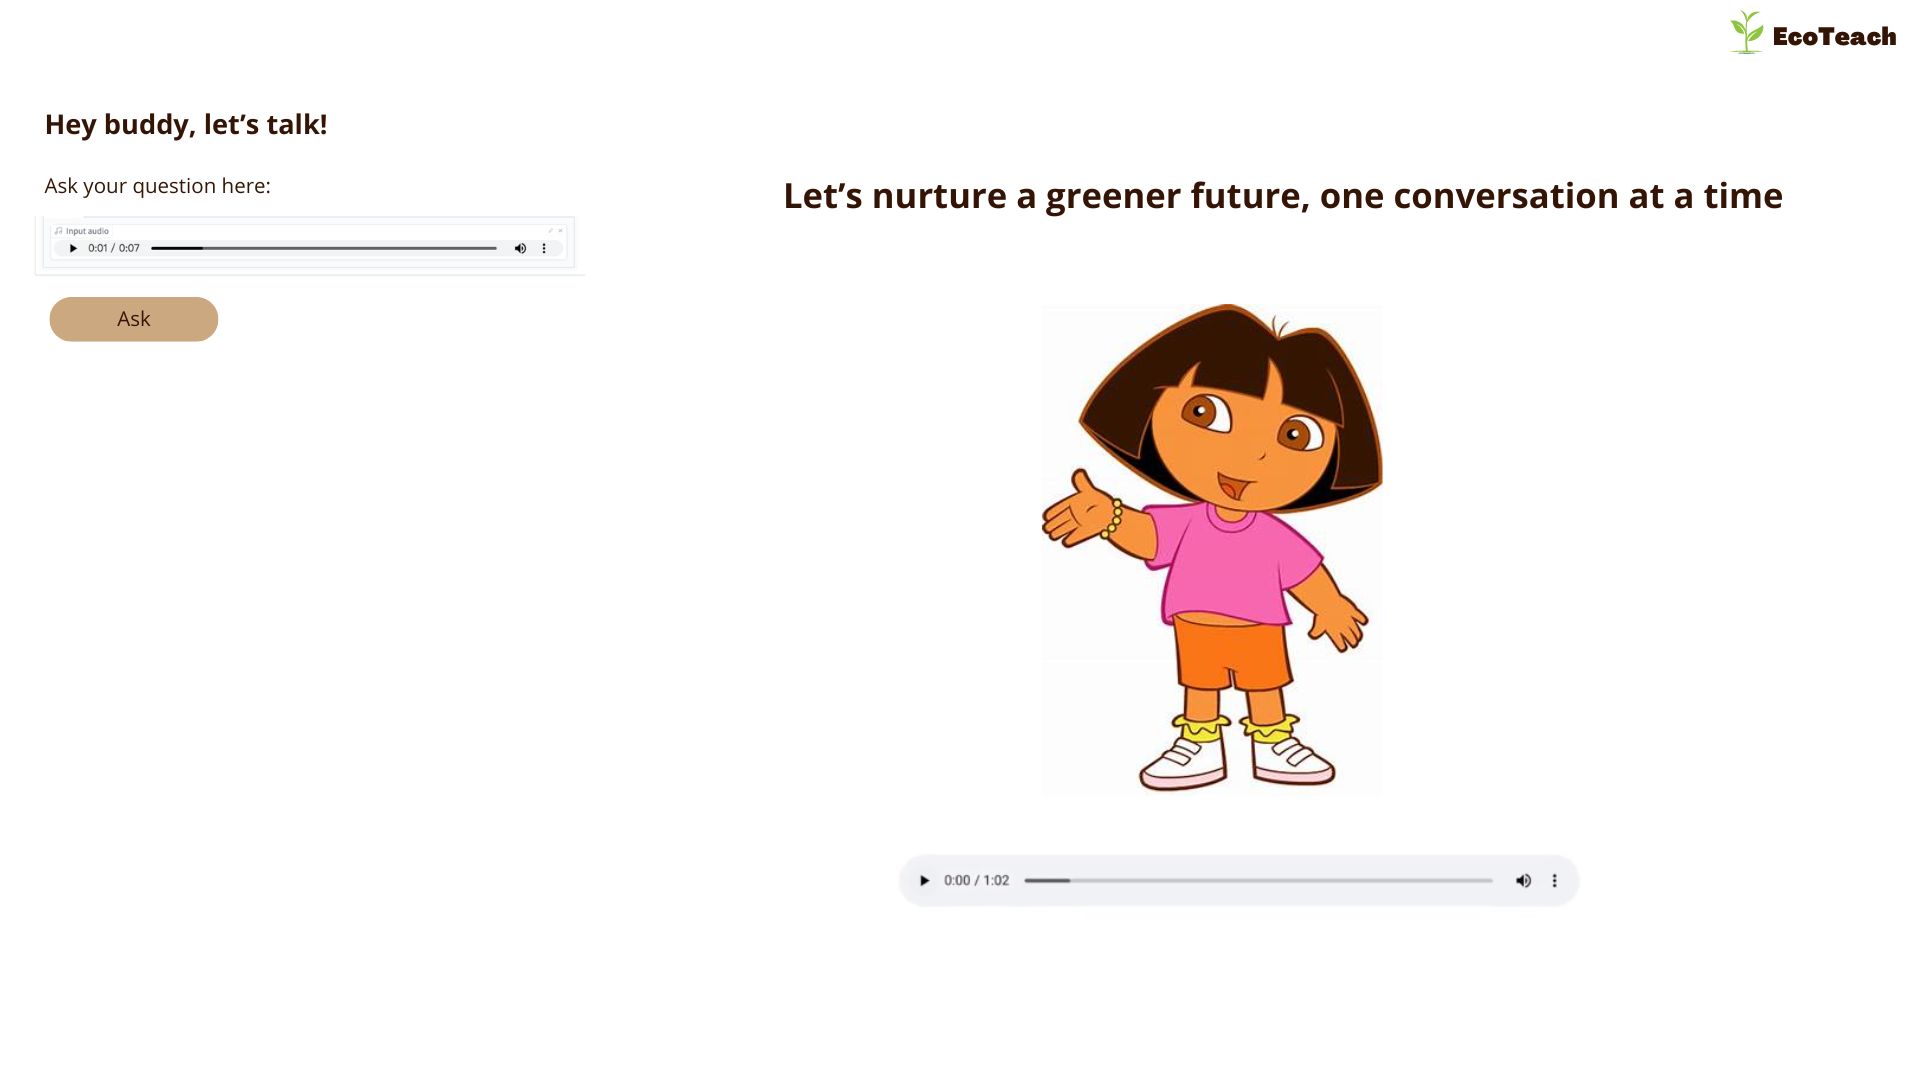 EcoTeach
Hey buddy, let's talk!
Ask your question here:
Input audio
0:01 / 0:07
Ask
Let's nurture a greener future, one conversation at a time
0:00 / 1:02